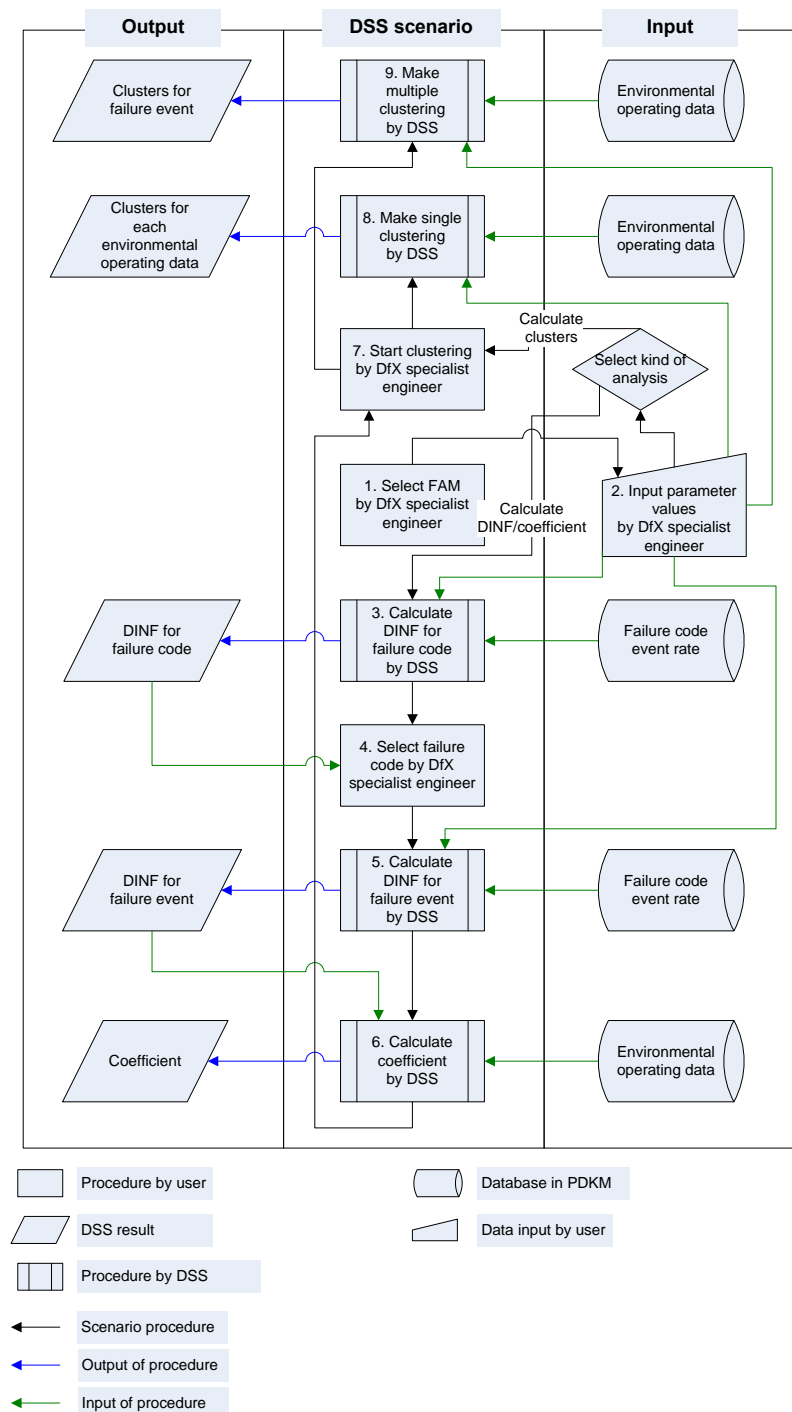 Output
DSS scenario
Input
Clusters for
failure event
9. Make
multiple
clustering
by DSS
Environmental
operating data
Clusters for
each
environmental
operating data
8. Make single
clustering
by DSS
Environmental
operating data
Calculate
clusters
7. Start clustering
by DfX specialist
engineer
Select kind of
analysis
1. Select FAM
by DfX specialist
engineer
Calculate
DINF/coefficient
2. Input parameter
values
by DfX specialist
engineer
DINF for
failure code
3. Calculate
DINF for
failure code
by DSS
Failure code
event rate
4. Select failure
code by DfX
specialist engineer
DINF for
failure event
5. Calculate
DINF for
failure event
by DSS
Failure code
event rate
Coefficient
6. Calculate
coefficient
by DSS
Environmental
operating data
Procedure by user
Database in PDKM
DSS result
Data input by user
Procedure by DSS
Scenario procedure
Output of procedure
Input of procedure